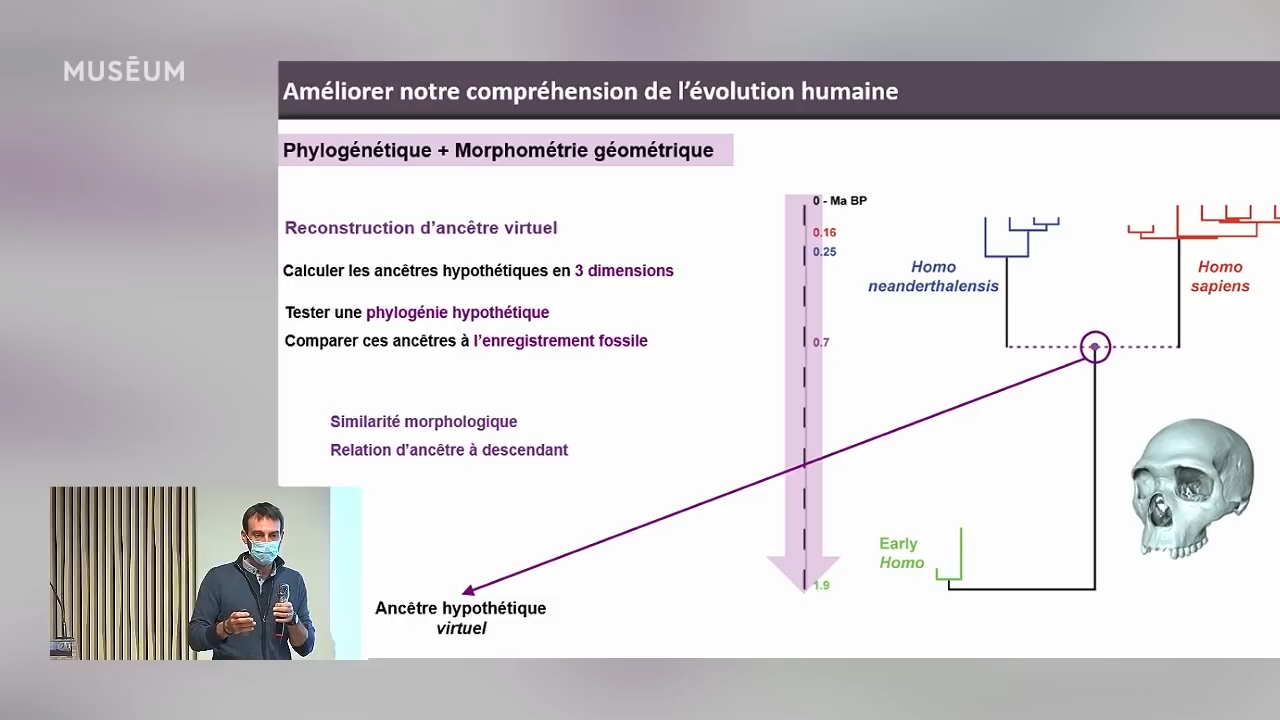 MUSĒUM
Améliorer notre compréhension de l'évolution humaine
Phylogénétique + Morphométrie géométrique
Reconstruction d'ancêtre virtuel
Calculer les ancêtres hypothétiques en 3 dimensions
Tester une phylogénie hypothétique
Comparer ces ancêtres à l'enregistrement fossile
Similarité morphologique
Relation d'ancêtre à descendant
Ancêtre hypothétique
virtuel
0 - Ma BP
0.16
0.25
0.7
1.9
Homo
neanderthalensis
Homo
sapiens
Early
Homo